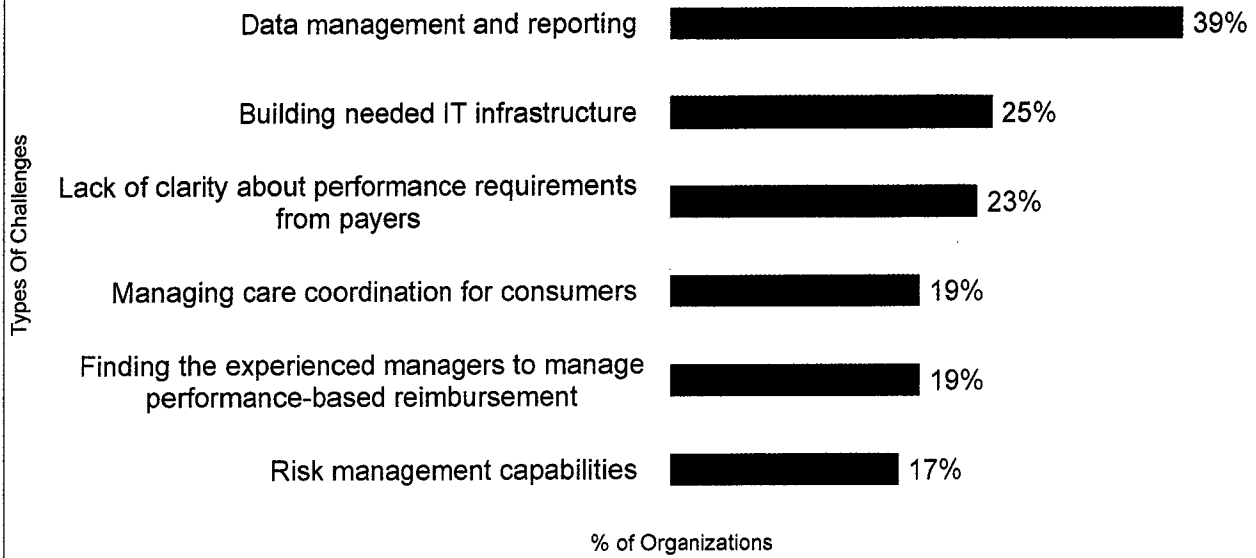 Data management and reporting
39%
Building needed IT infrastructure
25%
Lack of clarity about performance requirements
from payers
23%
Managing care coordination for consumers
19%
Finding the experienced managers to manage
performance-based reimbursement
19%
Risk management capabilities
17%
Types Of Challenges
% of Organizations